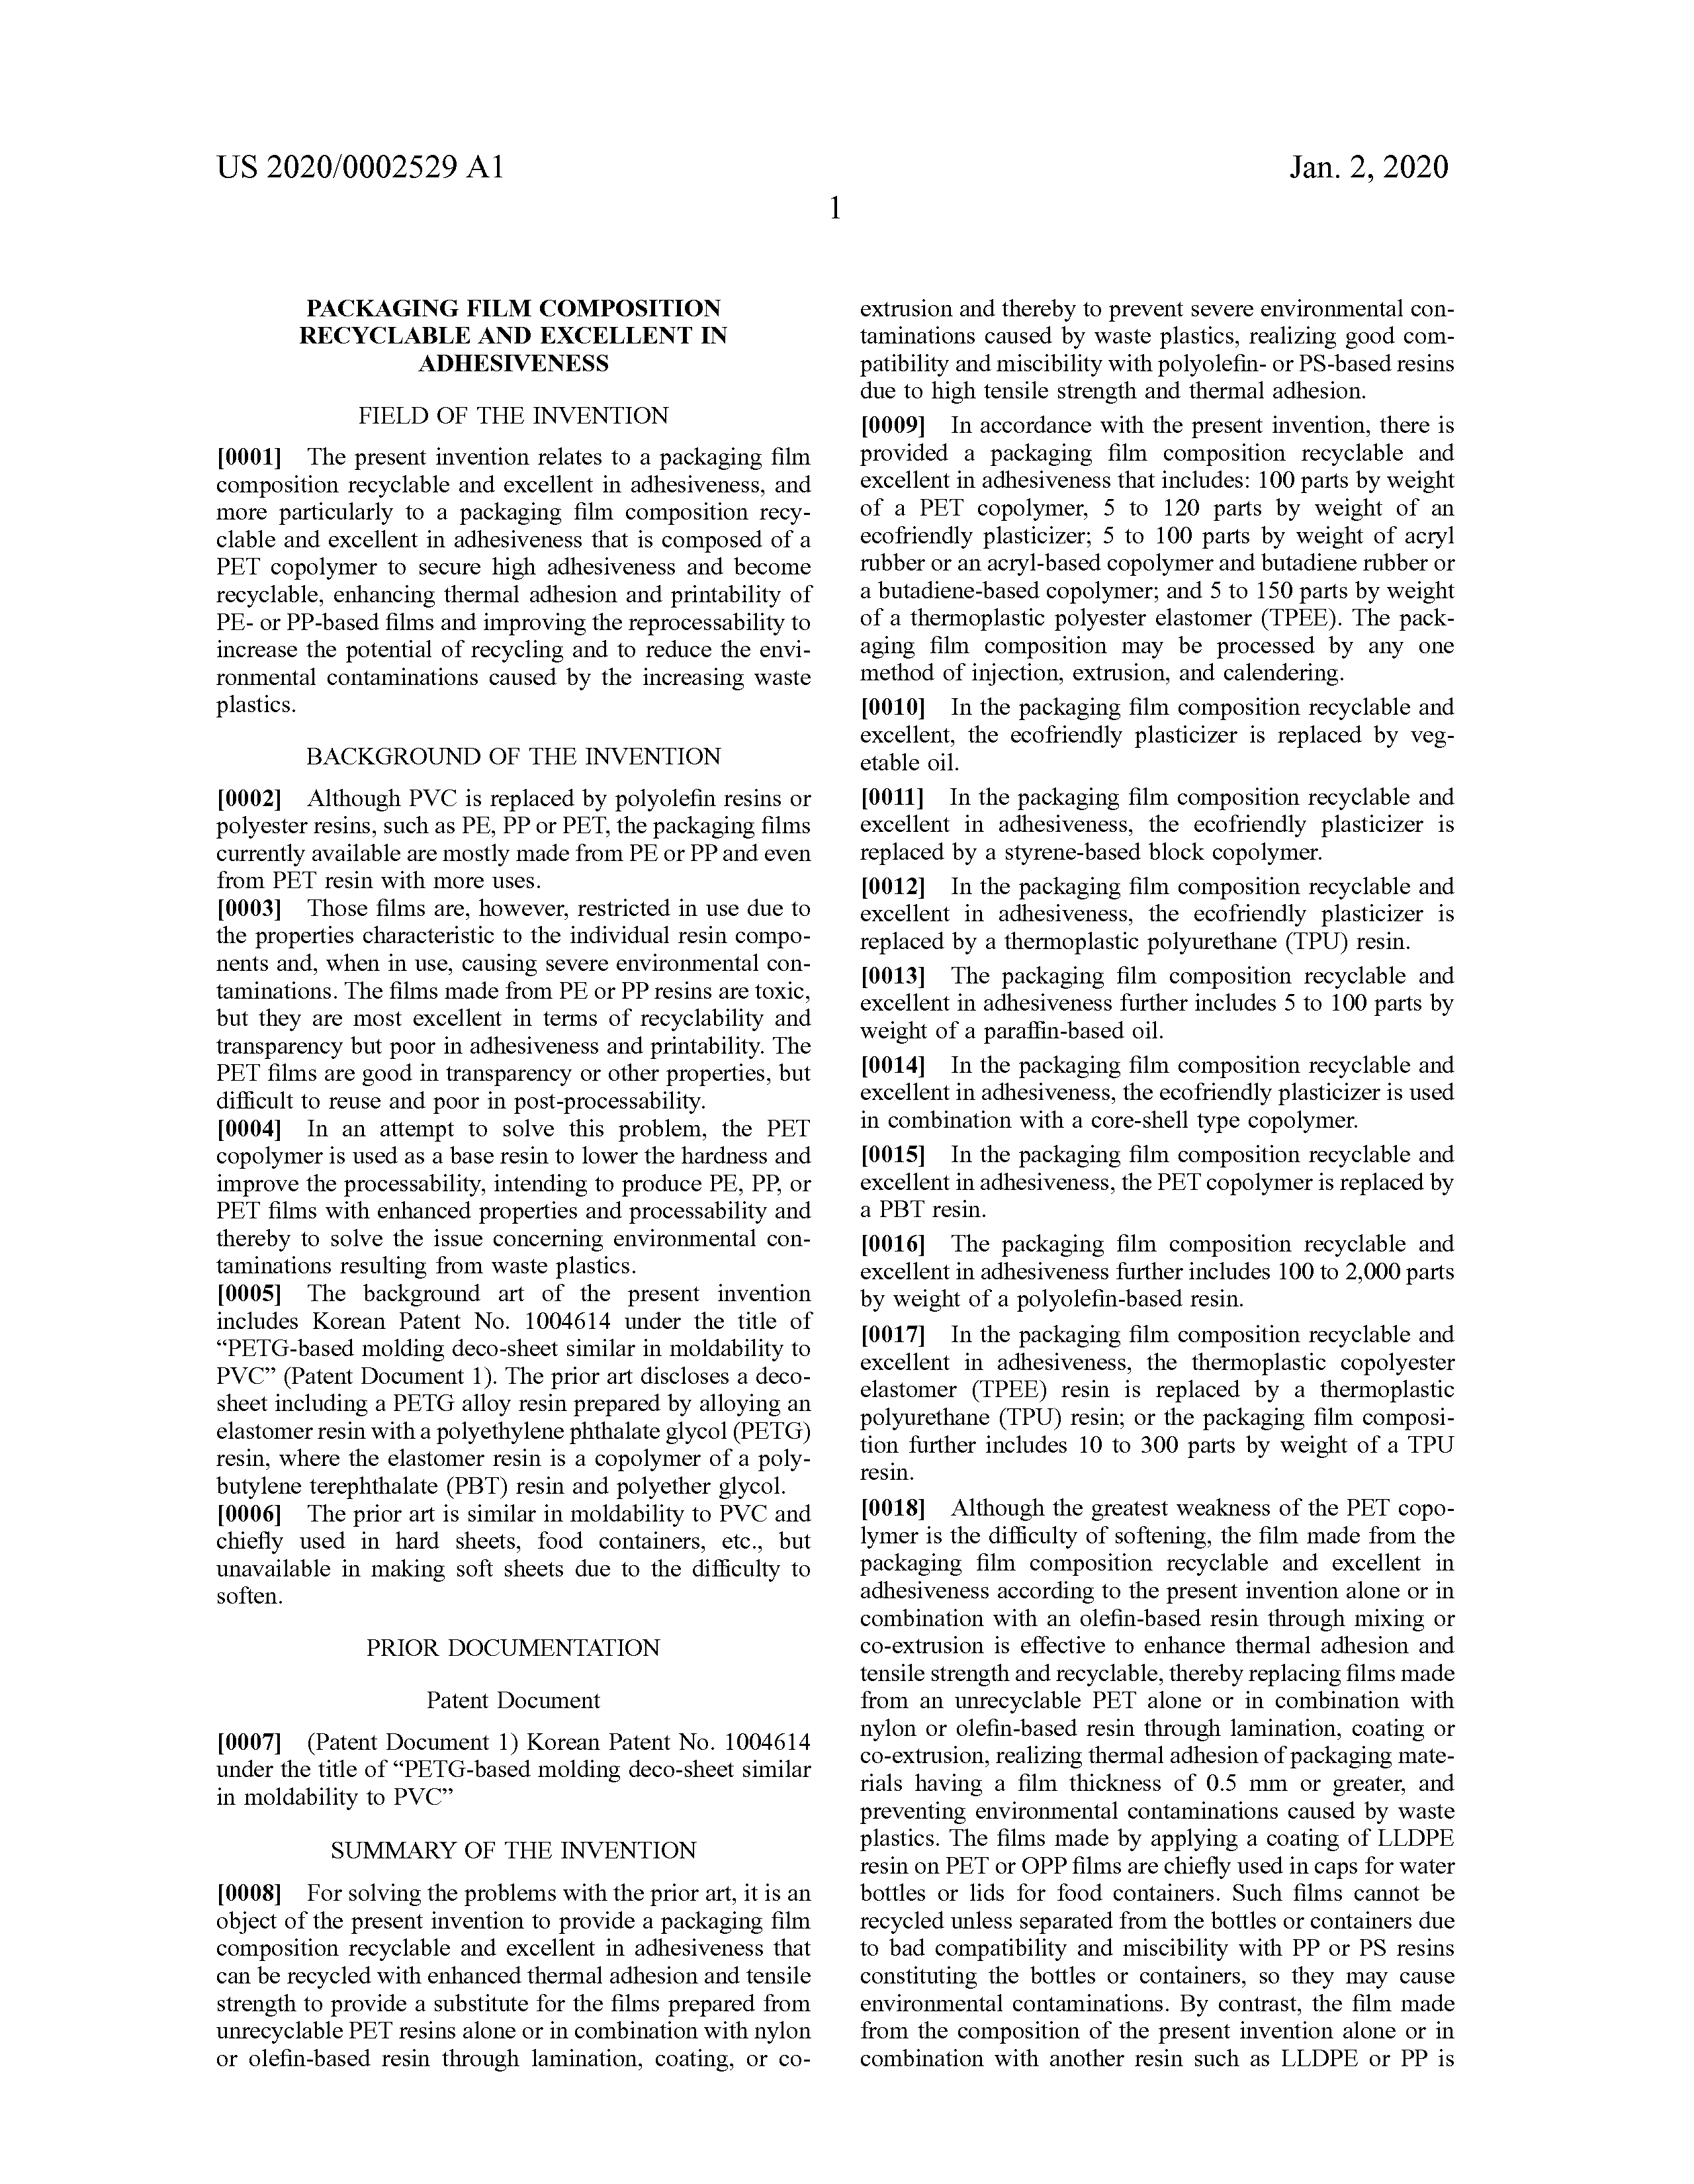 US 2020/0002529 A1
Jan. 2, 2020
1
PACKAGING FILM COMPOSITION
RECYCLABLE AND EXCELLENT IN
ADHESIVENESS
FIELD OF THE INVENTION
[0001] The present invention relates to a packaging film
composition recyclable and excellent in adhesiveness, and
more particularly to a packaging film composition recy-
clable and excellent in adhesiveness that is composed of a
PET copolymer to secure high adhesiveness and become
recyclable, enhancing thermal adhesion and printability of
PE- or PP-based films and improving the reprocessability to
increase the potential of recycling and to reduce the envi-
ronmental contaminations caused by the increasing waste
plastics.
BACKGROUND OF THE INVENTION
[0002] Although PVC is replaced by polyolefin resins or
polyester resins, such as PE, PP or PET, the packaging films
currently available are mostly made from PE or PP and even
from PET resin with more uses.
[0003] Those films are, however, restricted in use due to
the properties characteristic to the individual resin compo-
nents and, when in use, causing severe environmental con-
taminations. The films made from PE or PP resins are toxic,
but they are most excellent in terms of recyclability and
transparency but poor in adhesiveness and printability. The
PET films are good in transparency or other properties, but
difficult to reuse and poor in post-processability.
[0004] In an attempt to solve this problem, the PET
copolymer is used as a base resin to lower the hardness and
improve the processability, intending to produce PE, PP, or
PET films with enhanced properties and processability and
thereby to solve the issue concerning environmental con-
taminations resulting from waste plastics.
[0005] The background art of the present invention
includes Korean Patent No. 1004614 under the title of
“PETG-based molding deco-sheet similar in moldability to
PVC” (Patent Document 1). The prior art discloses a deco-
sheet including a PETG alloy resin prepared by alloying an
elastomer resin with a polyethylene phthalate glycol (PETG)
resin, where the elastomer resin is a copolymer of a poly-
butylene terephthalate (PBT) resin and polyether glycol.
[0006] The prior art is similar in moldability to PVC and
chiefly used in hard sheets, food containers, etc., but
unavailable in making soft sheets due to the difficulty to
soften.
PRIOR DOCUMENTATION
Patent Document
[0007] (Patent Document 1) Korean Patent No. 1004614
under the title of “PETG-based molding deco-sheet similar
in moldability to PVC”
SUMMARY OF THE INVENTION
[0008] For solving the problems with the prior art, it is an
object of the present invention to provide a packaging film
composition recyclable and excellent in adhesiveness that
can be recycled with enhanced thermal adhesion and tensile
strength to provide a substitute for the films prepared from
unrecyclable PET resins alone or in combination with nylon
or olefin-based resin through lamination, coating, or co-
extrusion and thereby to prevent severe environmental con-
taminations caused by waste plastics, realizing good com-
patibility and miscibility with polyolefin- or PS-based resins
due to high tensile strength and thermal adhesion.
[0009] In accordance with the present invention, there is
provided a packaging film composition recyclable and
excellent in adhesiveness that includes: 100 parts by weight
of a PET copolymer, 5 to 120 parts by weight of an
ecofriendly plasticizer; 5 to 100 parts by weight of acryl
rubber or an acryl-based copolymer and butadiene rubber or
a butadiene-based copolymer; and 5 to 150 parts by weight
of a thermoplastic polyester elastomer (TPEE). The pack-
aging film composition may be processed by any one
method of injection, extrusion, and calendering.
[0010] In the packaging film composition recyclable and
excellent, the ecofriendly plasticizer is replaced by veg-
etable oil.
[0011] In the packaging film composition recyclable and
excellent in adhesiveness, the ecofriendly plasticizer is
replaced by a styrene-based block copolymer.
[0012] In the packaging film composition recyclable and
excellent in adhesiveness, the ecofriendly plasticizer is
replaced by a thermoplastic polyurethane (TPU) resin.
[0013] The packaging film composition recyclable and
excellent in adhesiveness further includes 5 to 100 parts by
weight of a paraffin-based oil.
[0014] In the packaging film composition recyclable and
excellent in adhesiveness, the ecofriendly plasticizer is used
in combination with a core-shell type copolymer.
[0015] In the packaging film composition recyclable and
excellent in adhesiveness, the PET copolymer is replaced by
a PBT resin.
[0016] The packaging film composition recyclable and
excellent in adhesiveness further includes 100 to 2,000 parts
by weight of a polyolefin-based resin.
[0017] In the packaging film composition recyclable and
excellent in adhesiveness, the thermoplastic copolyester
elastomer (TPEE) resin is replaced by a thermoplastic
polyurethane (TPU) resin; or the packaging film composi-
tion further includes 10 to 300 parts by weight of a TPU
resin.
[0018] Although the greatest weakness of the PET copo-
lymer is the difficulty of softening, the film made from the
packaging film composition recyclable and excellent in
adhesiveness according to the present invention alone or in
combination with an olefin-based resin through mixing or
co-extrusion is effective to enhance thermal adhesion and
tensile strength and recyclable, thereby replacing films made
from an unrecyclable PET alone or in combination with
nylon or olefin-based resin through lamination, coating or
co-extrusion, realizing thermal adhesion of packaging mate-
rials having a film thickness of 0.5 mm or greater, and
preventing environmental contaminations caused by waste
plastics. The films made by applying a coating of LLDPE
resin on PET or OPP films are chiefly used in caps for water
bottles or lids for food containers. Such films cannot be
recycled unless separated from the bottles or containers due
to bad compatibility and miscibility with PP or PS resins
constituting the bottles or containers, so they may cause
environmental contaminations. By contrast, the film made
from the composition of the present invention alone or in
combination with another resin such as LLDPE or PP is